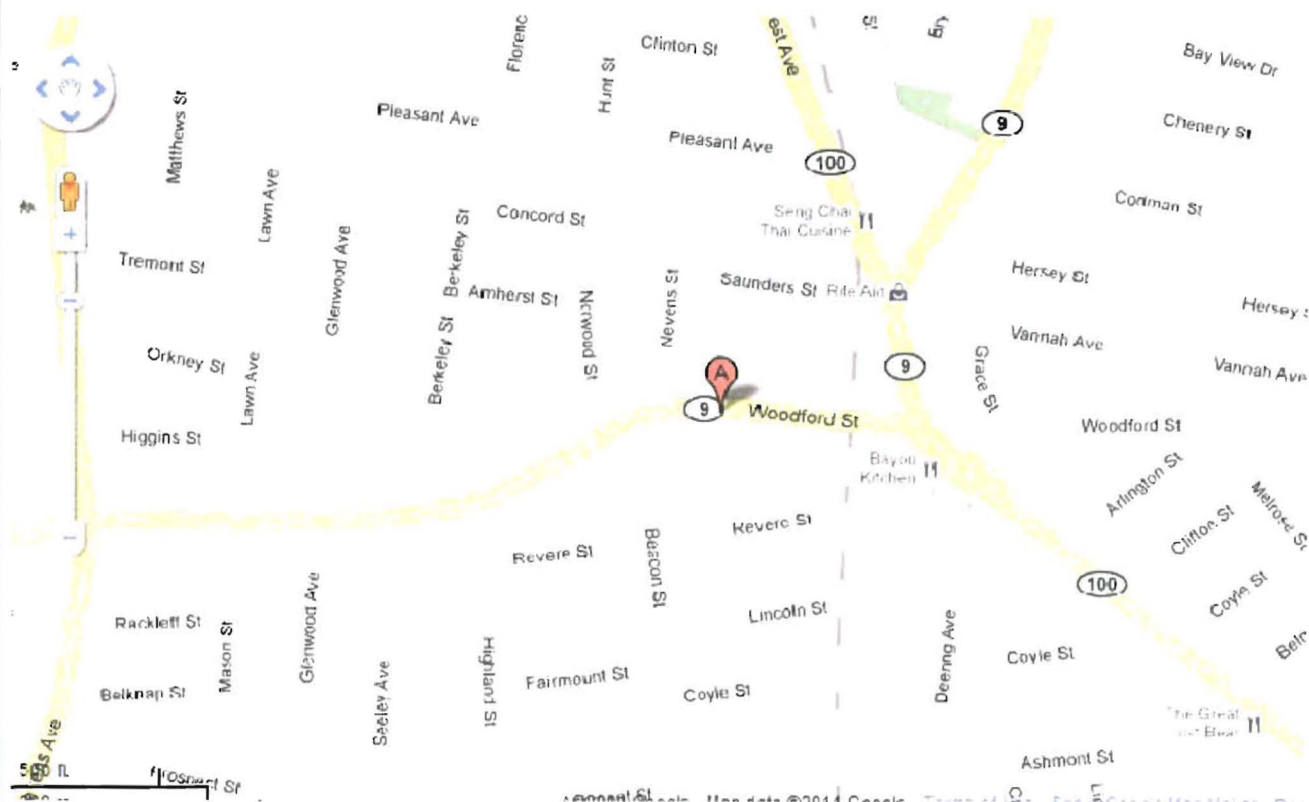 Clinton St
Hunt St
Matthews St
Pleasant Ave
Pleasant Ave
100
9
Bay View Dr
Chenery St
Lawn Ave
Concord St
Berkeley St
Glenwood Ave
Seng Chai
Thai Cuisine
Tremont St
Amherst St
Nevens St
Saunders St
Rite Aid
Hersey St
Hersey
Norwood St
Berkeley St
Orkney St
Lawn Ave
A
9
9
Woodford St
Grace St
Vannah Ave
Vannah Ave
Higgins St
Woodford St
Bayou
Kitchen
Arlington St
Melrose St
Clifton St
Revere St
Revere St
Beacon St
100
Coyle St
Rackleff St
Mason St
Glenwood Ave
Lincoln St
Deering Ave
Coyle St
Belknap St
Seeley Ave
Highland St
Fairmount St
Coyle St
The Great
Ashmont St
Prospect St